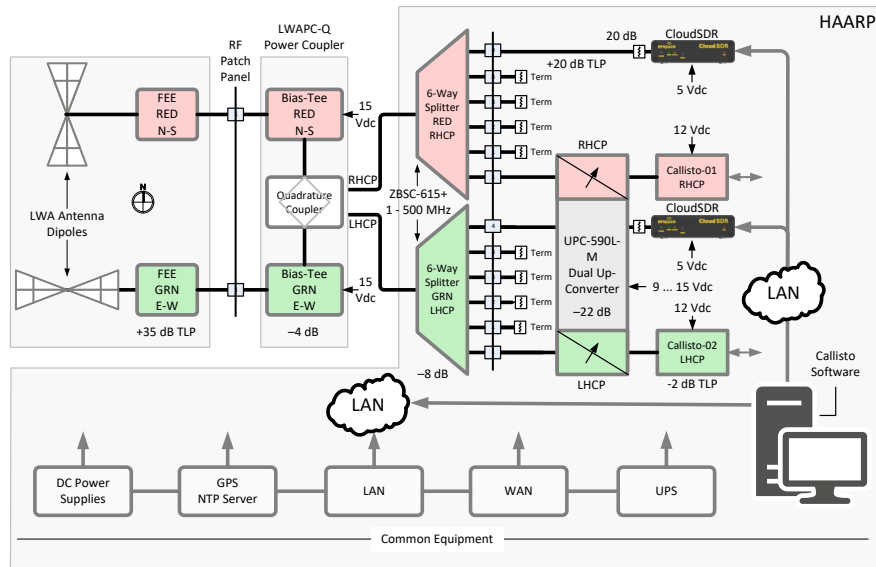 HAARP
LWAPC-Q
Power Coupler
RF
Patch
Panel
20 dB
CloudSDR
CloudSDR
+20 dB TLP
5 Vdc
FEE
RED
N-S
Bias-Tee
RED
N-S
15
Vdc
6-Way
Splitter
RED
RHCP
Term
Term
Term
Term
12 Vdc
RHCP
Callisto-01
RHCP
N
LWA Antenna
Dipoles
Quadrature
Coupler
RHCP
LHCP
ZBSC-615+
1 - 500 MHz
CloudSDR
4
CloudSDR
UPC-590L-
M
Dual Up-
Converter
–22 dB
5 Vdc
9 ... 15 Vdc
LAN
FEE
GRN
E-W
Bias-Tee
GRN
E-W
15
Vdc
6-Way
Splitter
GRN
LHCP
Term
Term
Term
Term
12 Vdc
Callisto-02
LHCP
+35 dB TLP
–4 dB
–8 dB
LHCP
-2 dB TLP
Callisto
Software
LAN
DC Power
Supplies
GPS
NTP Server
LAN
WAN
UPS
Common Equipment